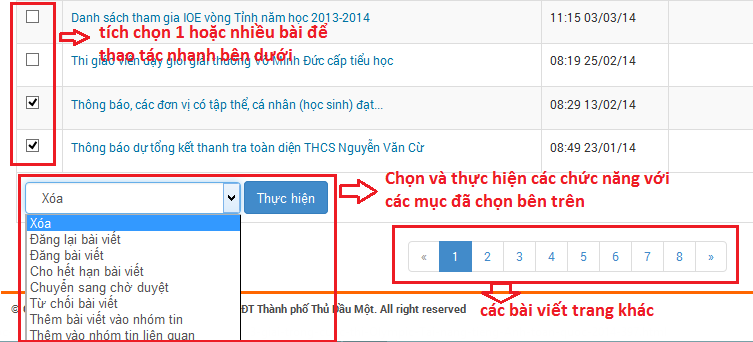 Danh sách tham gia IOE vòng Tỉnh năm học 2013-2014 11:15 03/03/14
tích chọn 1 hoặc nhiều bài để
thao tác nhanh bên dưới
Thi giáo viên dạy giỏi giải thưởng Võ Minh Đức cấp tiểu học 08:19 25/02/14
Thông báo, các đơn vị có tập thể, cá nhân (học sinh) đạt... 08:29 13/02/14
Thông báo dự tổng kết thanh tra toàn diện THCS Nguyễn Văn Cừ 08:49 23/01/14
Chọn và thực hiện các chức năng với
các mục đã chọn bên trên
Xóa Thực hiện
Xóa
Đăng lại bài viết
Đăng bài viết
Cho hết hạn bài viết
Chuyển sang chờ duyệt
Từ chối bài viết
Thêm bài viết vào nhóm tin
Thêm vào nhóm tin liên quan
« 1 2 3 4 5 6 7 8 »
các bài viết trang khác
© ĐT Thành phố Thủ Dầu Một. All right reserved